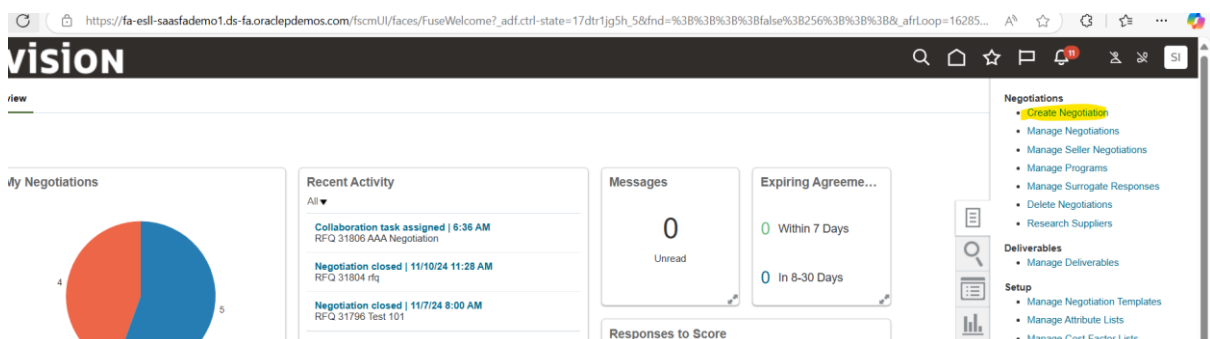 https://fa-esll-saasfademo1.ds-fa.oraclepdemos.com/fscmUI/faces/FuseWelcome?_adf.ctrl-state=17dtr1jg5h_5&fnd=%3B%3B%3B%3Bfalse%3B256%3B%3B%3B&_afrLoop=16285...
vision
11
SI
view
My Negotiations
4
5
Recent Activity
All
Collaboration task assigned | 6:36 AM
RFQ 31806 AAA Negotiation
Negotiation closed | 11/10/24 11:28 AM
RFQ 31804 rfq
Negotiation closed | 11/7/24 8:00 AM
RFQ 31796 Test 101
Messages
0
Unread
Responses to Score
Expiring Agreeme...
0 Within 7 Days
0 In 8-30 Days
Negotiations
Create Negotiation
Manage Negotiations
Manage Seller Negotiations
Manage Programs
Manage Surrogate Responses
Delete Negotiations
Research Suppliers
Deliverables
Manage Deliverables
Setup
Manage Negotiation Templates
Manage Attribute Lists
Manage Cost Factor Lists